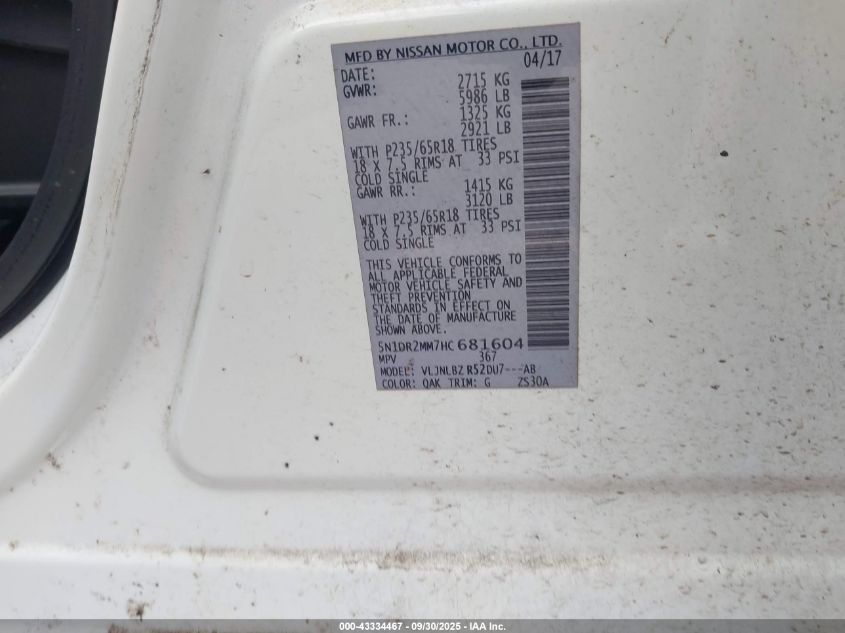 MFD BY NISSAN MOTOR CO., LTD.
DATE: 04/17
GVWR: 2715 KG
5986 LB
GAWR FR.: 1325 KG
2921 LB
WITH P235/65R18 TIRES
18 X 7.5 RIMS AT 33 PSI
COLD SINGLE
GAWR RR.: 1415 KG
3120 LB
WITH P235/65R18 TIRES
18 X 7.5 RIMS AT 33 PSI
COLD SINGLE
THIS VEHICLE CONFORMS TO
ALL APPLICABLE FEDERAL
MOTOR VEHICLE SAFETY AND
THEFT PREVENTION
STANDARDS IN EFFECT ON
THE DATE OF MANUFACTURE
SHOWN ABOVE.
5N1DR2MM7HC681604
MPV 367
MODEL: VLJNLBZ R52DU7---AB
COLOR: QAK TRIM: G ZS30A
000-43334467 - 09/30/2025 - IAA Inc.